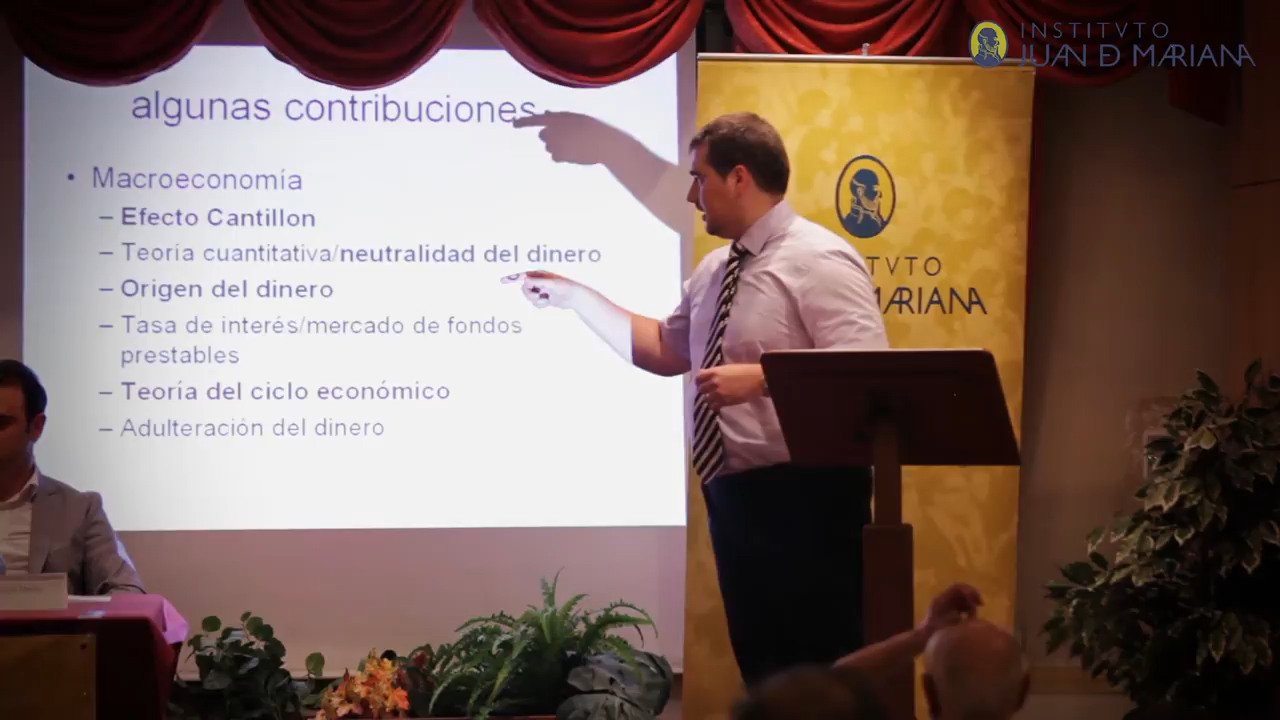 INSTITVTO
JUAN DE MARIANA
algunas contribuciones
• Macroeconomía
– Efecto Cantillon
– Teoría cuantitativa/neutralidad del dinero
– Origen del dinero
– Tasa de interés/mercado de fondos
prestables
– Teoría del ciclo económico
– Adulteración del dinero
TVTO
MARIANA